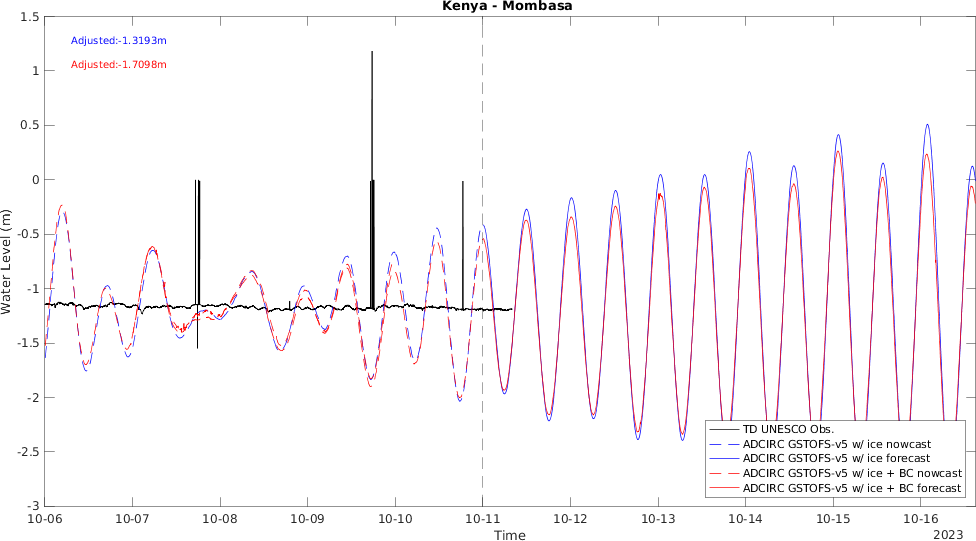 Kenya - Mombasa
Adjusted:-1.3193m
Adjusted:-1.7098m
1.5
1
0.5
0
-0.5
-1
-1.5
-2
-2.5
-3
Water Level (m)
TD UNESCO Obs.
ADCIRC GSTOFS-v5 w/ ice nowcast
ADCIRC GSTOFS-v5 w/ ice forecast
ADCIRC GSTOFS-v5 w/ ice + BC nowcast
ADCIRC GSTOFS-v5 w/ ice + BC forecast
10-06 10-07 10-08 10-09 10-10 10-11 10-12 10-13 10-14 10-15 10-16
Time
2023